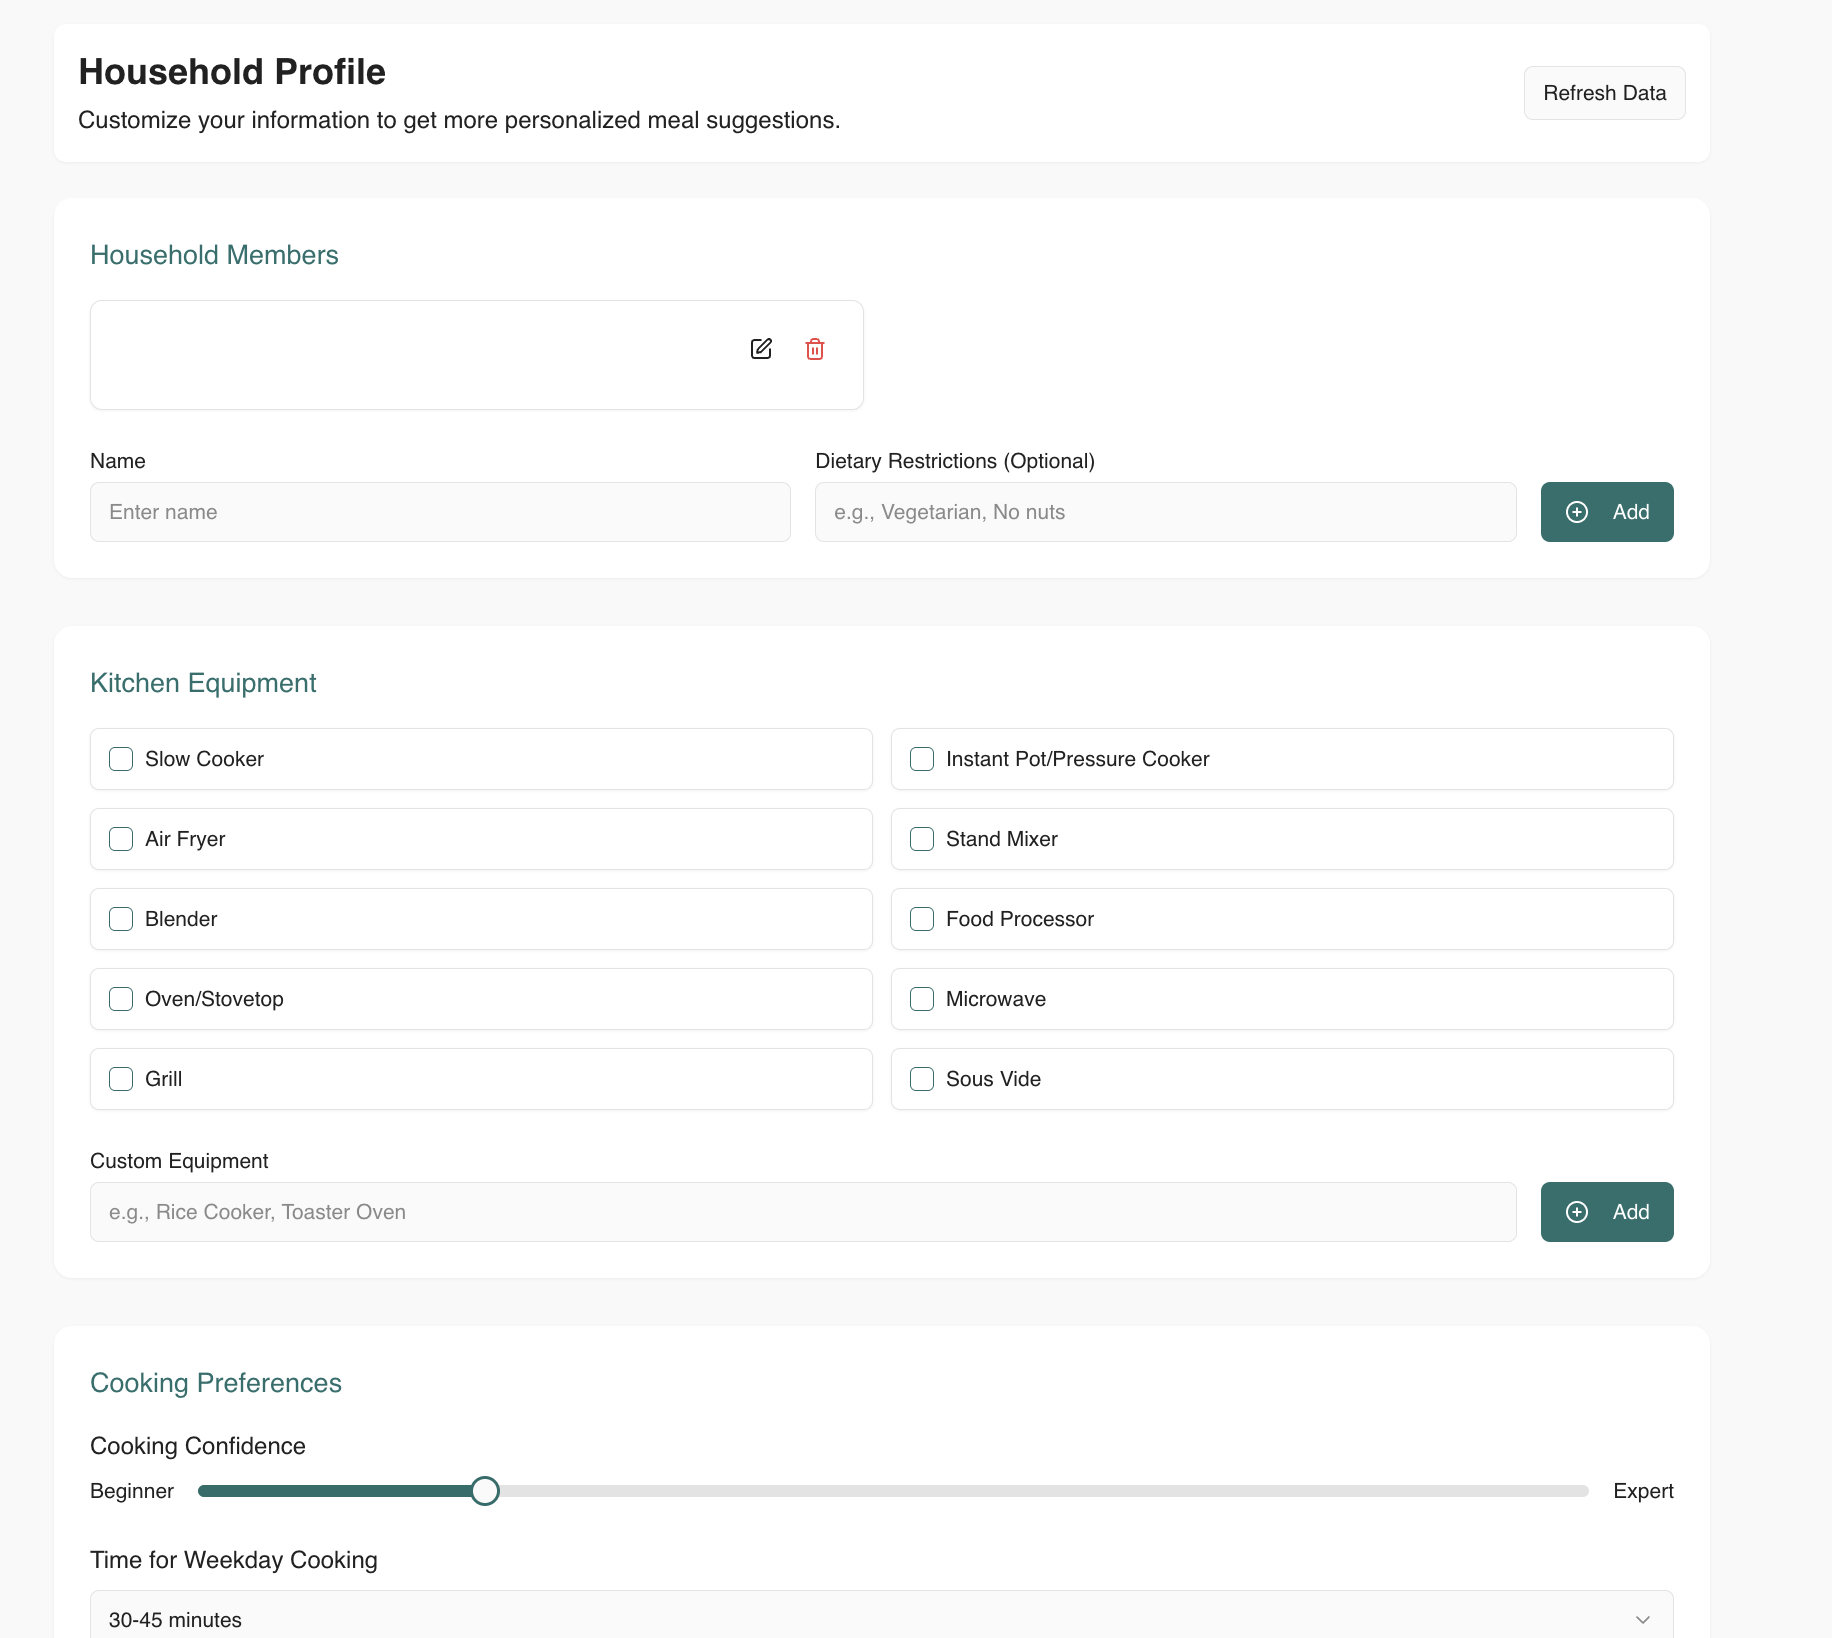 Household Profile
Customize your information to get more personalized meal suggestions.
Refresh Data
Household Members
Name
Dietary Restrictions (Optional)
Enter name
e.g., Vegetarian, No nuts
Add
Kitchen Equipment
Slow Cooker
Instant Pot/Pressure Cooker
Air Fryer
Stand Mixer
Blender
Food Processor
Oven/Stovetop
Microwave
Grill
Sous Vide
Custom Equipment
e.g., Rice Cooker, Toaster Oven
Add
Cooking Preferences
Cooking Confidence
Beginner
Expert
Time for Weekday Cooking
30-45 minutes